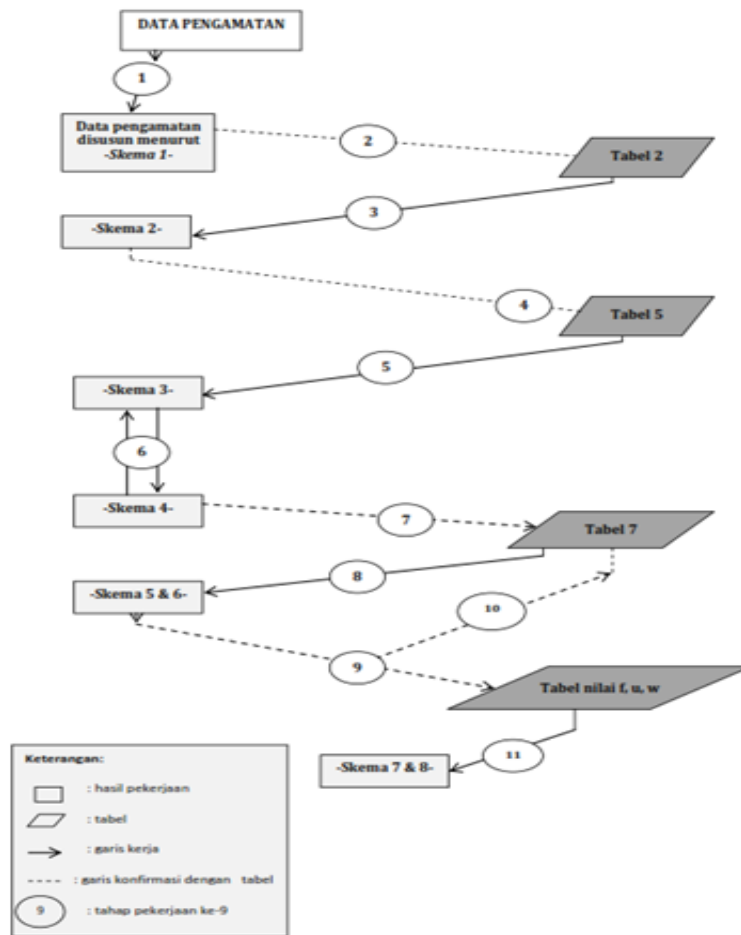 DATA PENGAMATAN
1
Data pengamatan
disusun menurut
-Skema 1-
2
Tabel 2
3
-Skema 2-
4
Tabel 5
5
-Skema 3-
6
-Skema 4-
7
Tabel 7
8
-Skema 5 & 6-
10
9
Tabel nilai f, u, w
11
-Skema 7 & 8-
Keterangan:
: hasil pekerjaan
: tabel
: garis kerja
: garis konfirmasi dengan tabel
9 : tahap pekerjaan ke-9